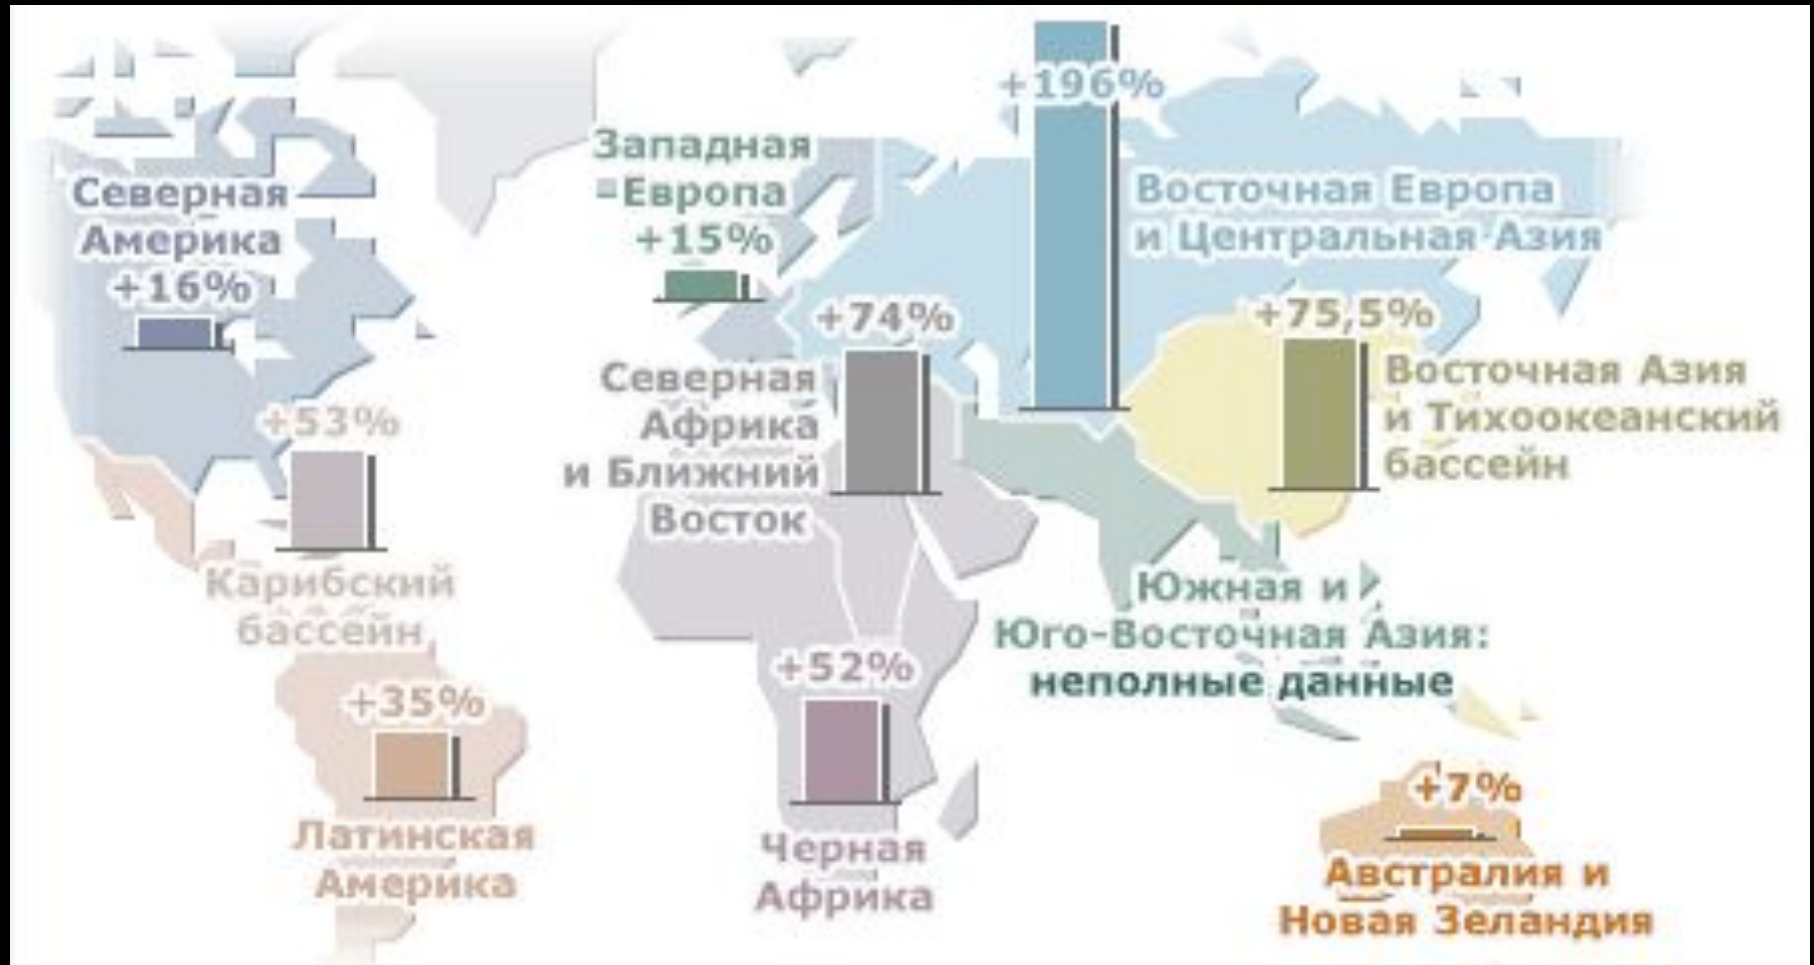 Северная
Америка
+16%
Западная
Европа
+15%
+196%
Восточная Европа
и Центральная Азия
+74%
Северная
Африка
и Ближний
Восток
+75,5%
Восточная Азия
и Тихоокеанский
бассейн
+53%
Карибский
бассейн
Южная и
Юго-Восточная Азия:
неполные данные
+35%
Латинская
Америка
+52%
Черная
Африка
+7%
Австралия и
Новая Зеландия